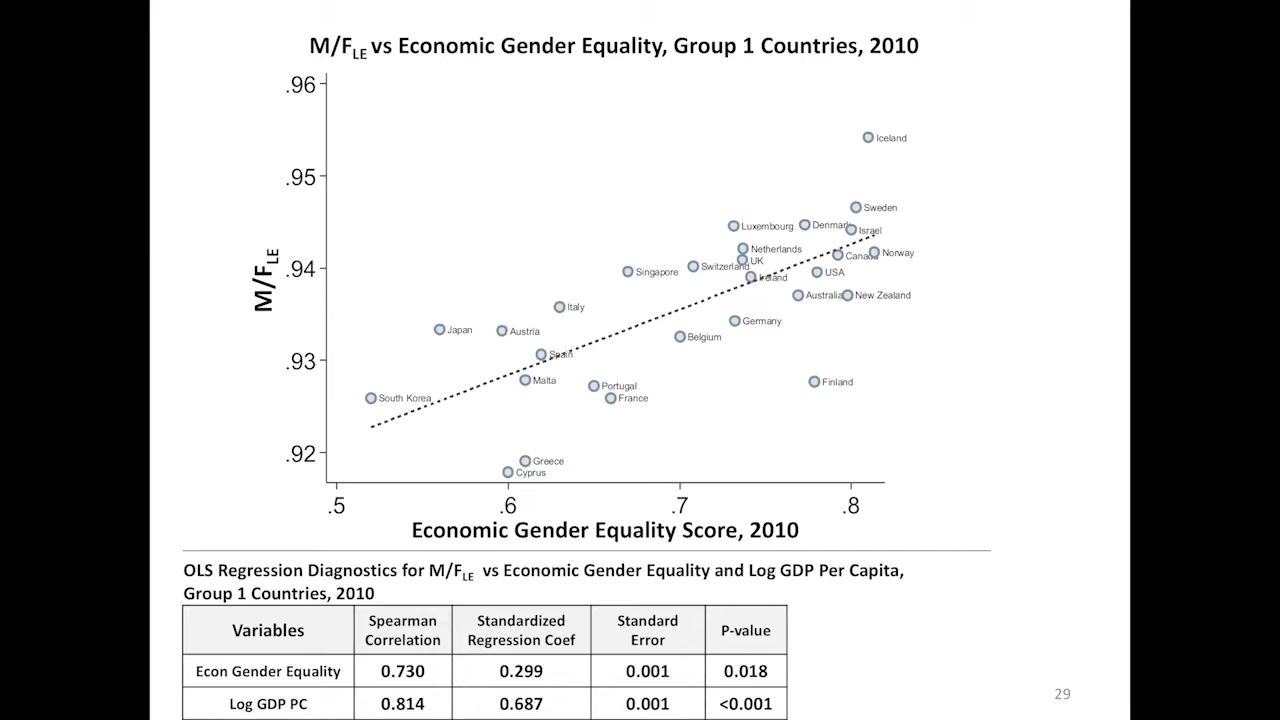 M/FLE vs Economic Gender Equality, Group 1 Countries, 2010
.96
.95
.94
.93
.92
M/FLE
Iceland
Sweden
Luxembourg
Denmark
Israel
Netherlands
Norway
Canada
UK
Switzerland
Singapore
Ireland
USA
Australia
New Zealand
Italy
Germany
Japan
Austria
Belgium
Spain
Malta
Finland
Portugal
South Korea
France
Greece
Cyprus
.5 .6 .7 .8
Economic Gender Equality Score, 2010
OLS Regression Diagnostics for M/FLE vs Economic Gender Equality and Log GDP Per Capita,
Group 1 Countries, 2010
Variables Spearman Correlation Standardized Regression Coef Standard Error P-value
Econ Gender Equality 0.730 0.299 0.001 0.018
Log GDP PC 0.814 0.687 0.001 <0.001
29